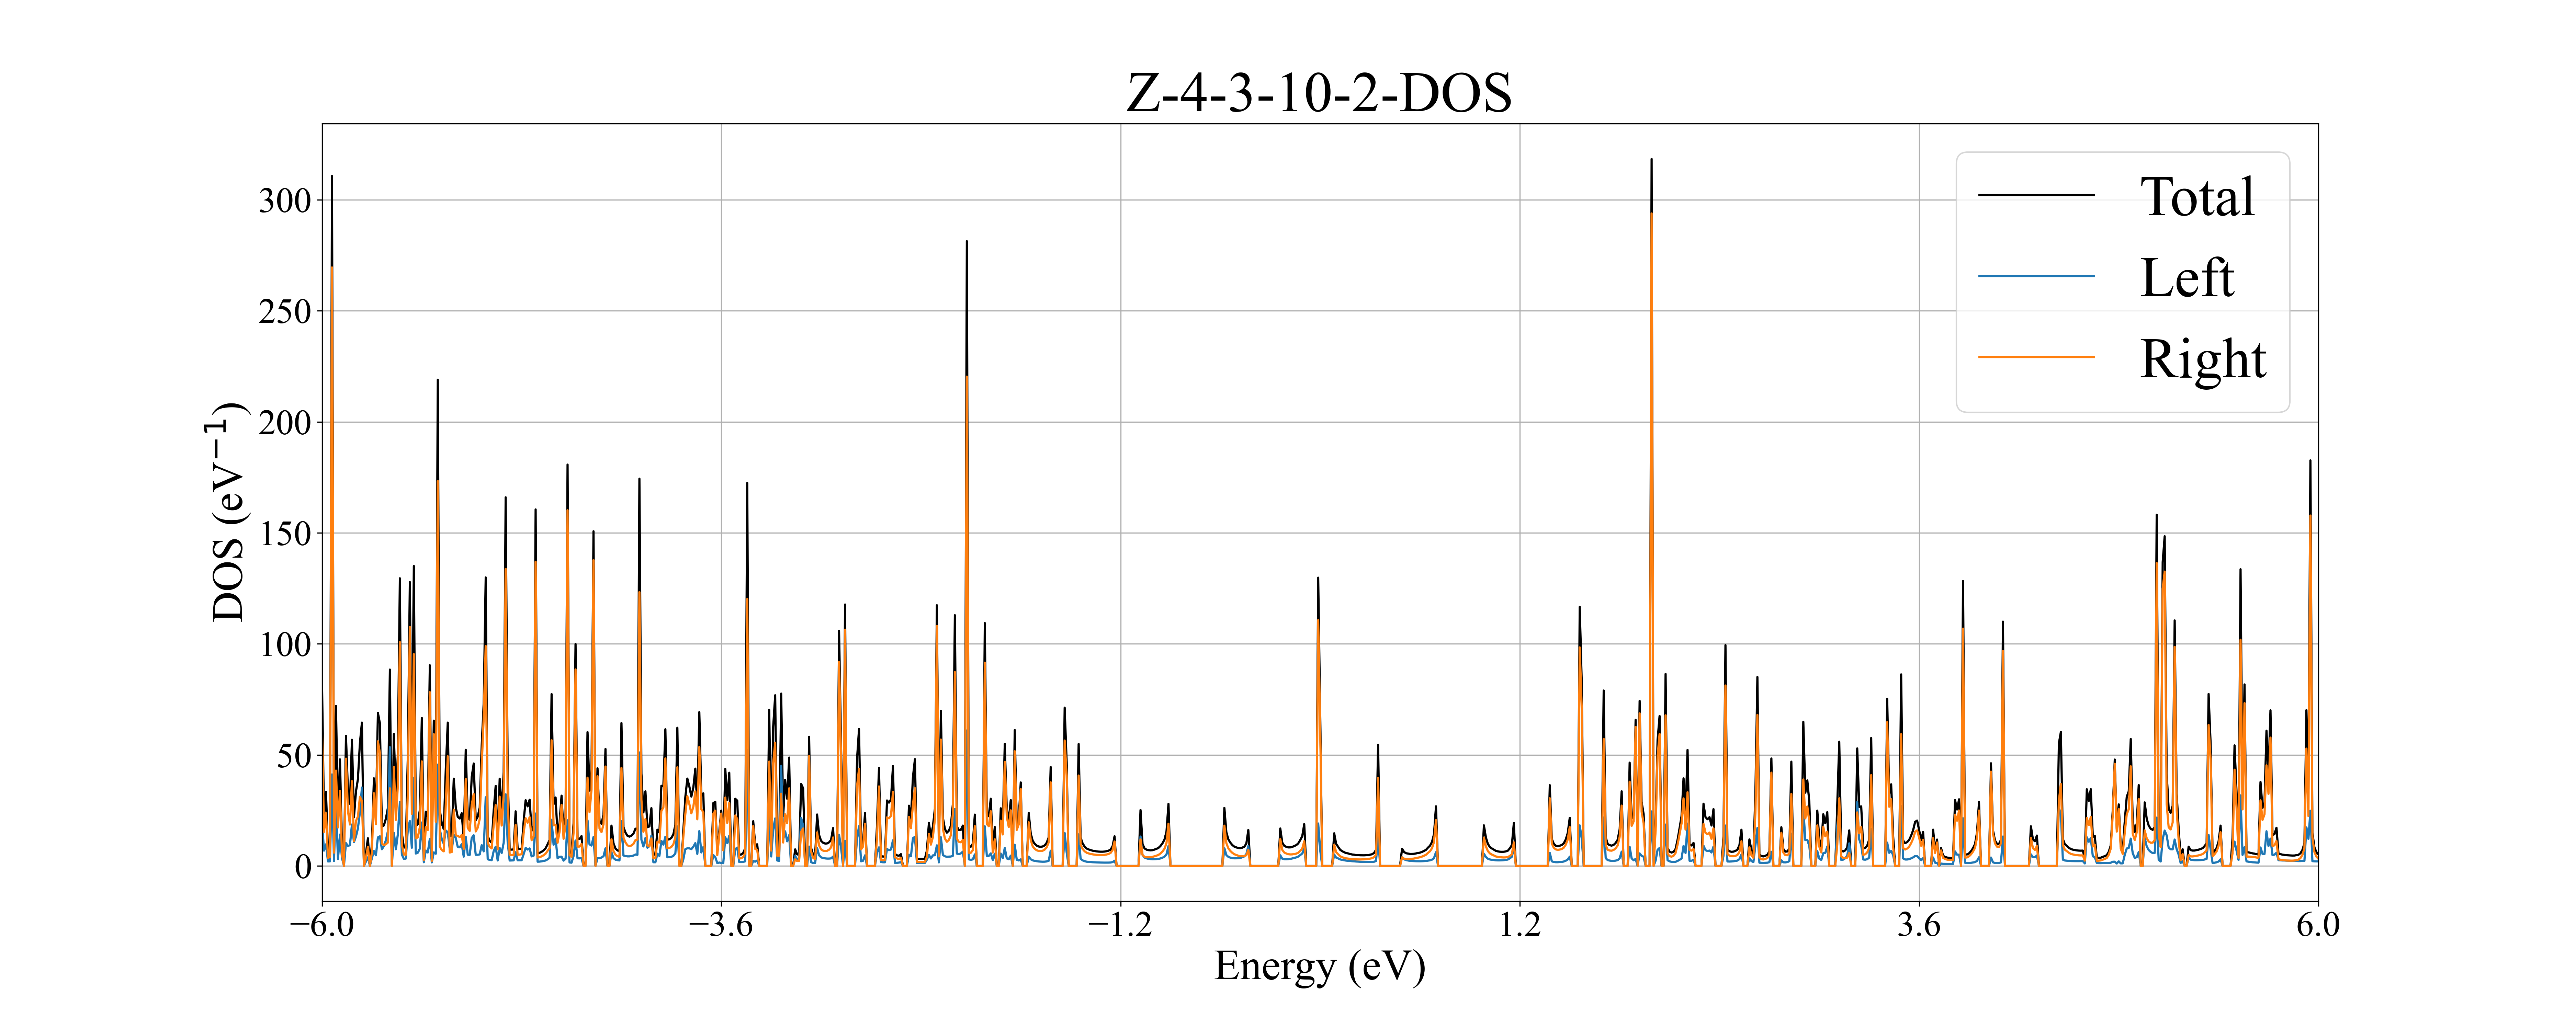 Z-4-3-10-2-DOS
Total
Left
Right
DOS (eV⁻¹)
300
250
200
150
100
50
0
−6.0 −3.6 −1.2 1.2 3.6 6.0
Energy (eV)